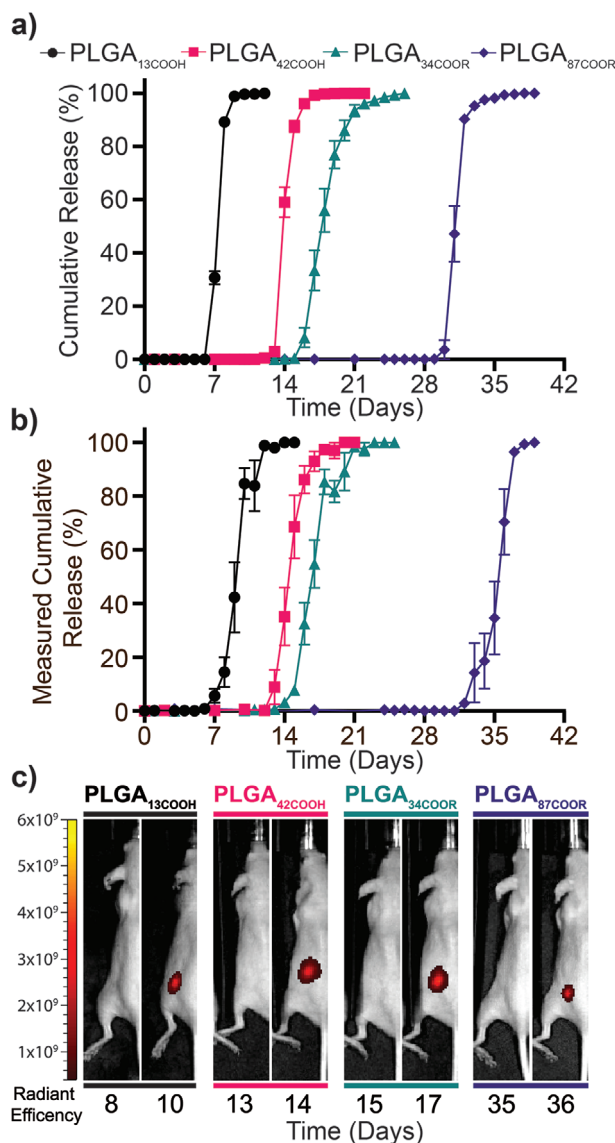 a)
PLGA13COOH PLGA42COOH PLGA34COOR PLGA87COOR
100
80
60
40
20
0
Cumulative Release (%)
0 7 14 21 28 35 42
Time (Days)
b)
100
80
60
40
20
0
Measured Cumulative
Release (%)
0 7 14 21 28 35 42
Time (Days)
c)
PLGA13COOH PLGA42COOH PLGA34COOR PLGA87COOR
6x10⁹
5x10⁹
4x10⁹
3x10⁹
2x10⁹
1x10⁹
Radiant
Efficency
8 10 13 14 15 17 35 36
Time (Days)